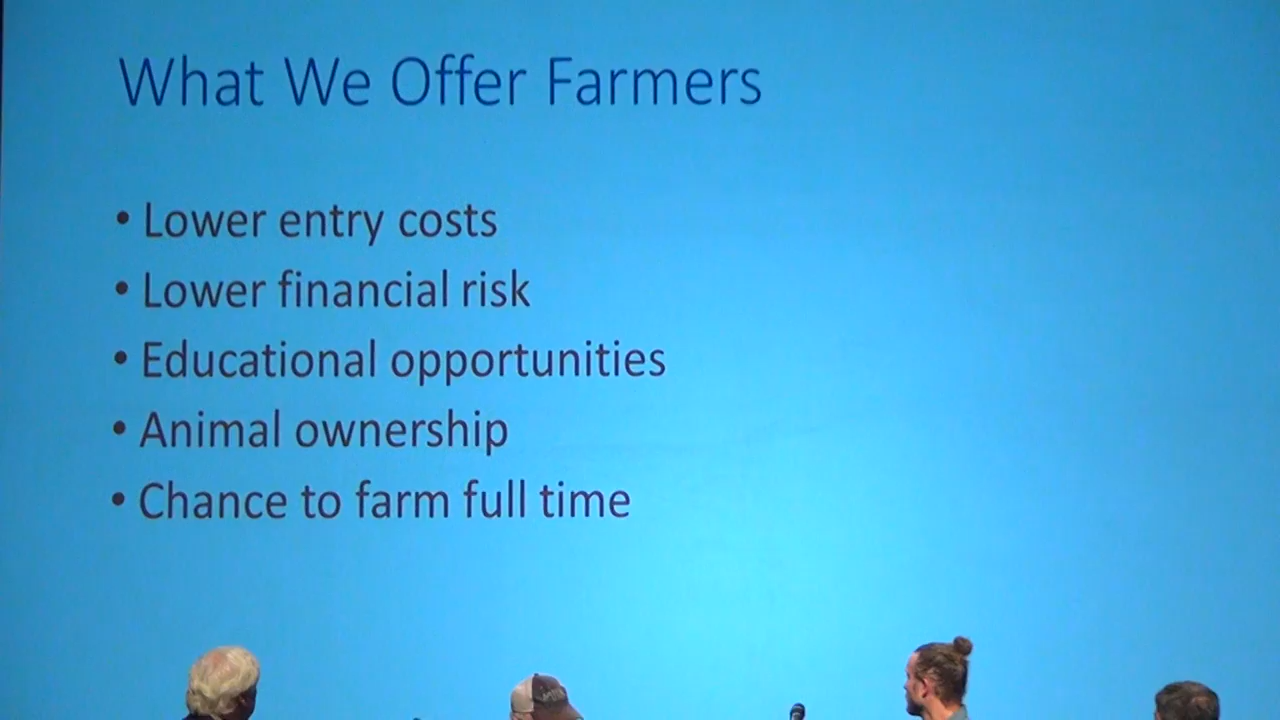 What We Offer Farmers
• Lower entry costs
• Lower financial risk
• Educational opportunities
• Animal ownership
• Chance to farm full time